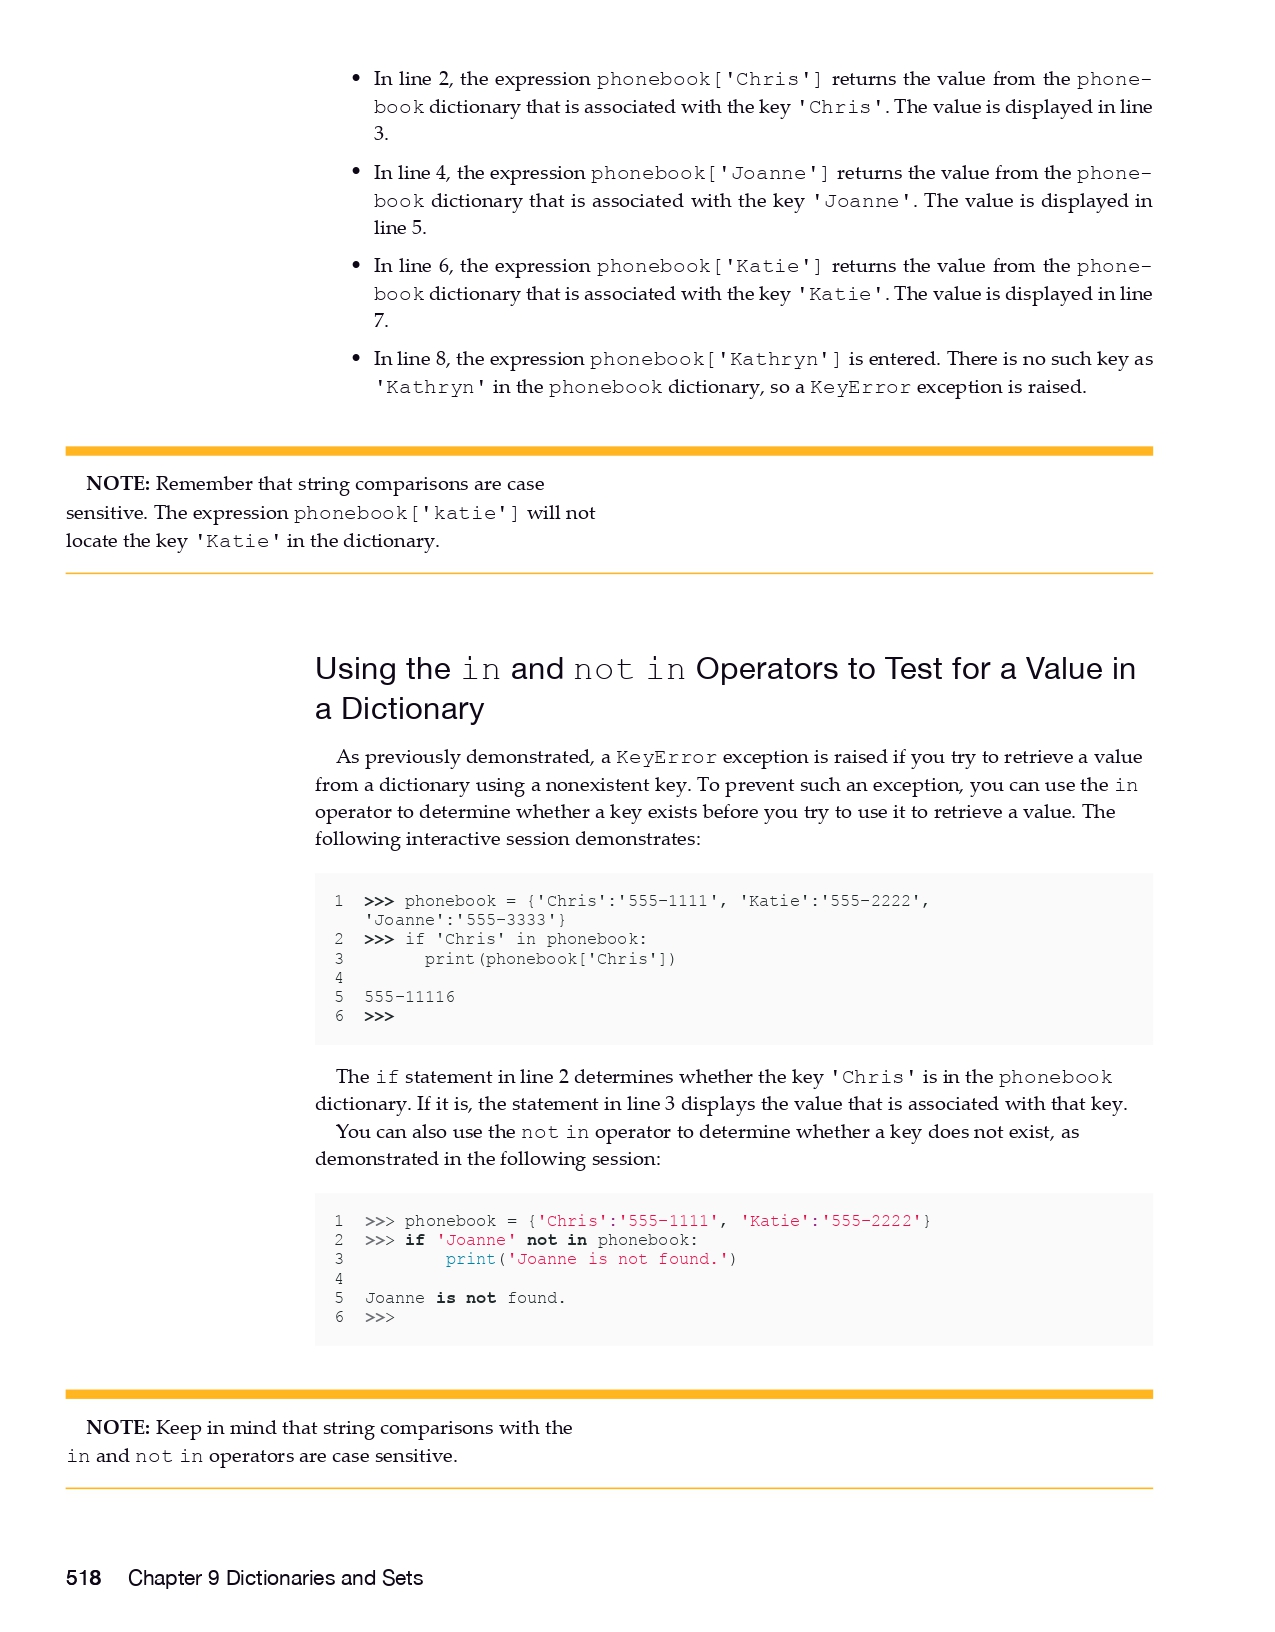 • In line 2, the expression phonebook['Chris'] returns the value from the phone-
book dictionary that is associated with the key 'Chris'. The value is displayed in line
3.
• In line 4, the expression phonebook['Joanne'] returns the value from the phone-
book dictionary that is associated with the key 'Joanne'. The value is displayed in
line 5.
• In line 6, the expression phonebook['Katie'] returns the value from the phone-
book dictionary that is associated with the key 'Katie'. The value is displayed in line
7.
• In line 8, the expression phonebook['Kathryn'] is entered. There is no such key as
'Kathryn' in the phonebook dictionary, so a KeyError exception is raised.
NOTE: Remember that string comparisons are case
sensitive. The expression phonebook['katie'] will not
locate the key 'Katie' in the dictionary.
Using the in and not in Operators to Test for a Value in
a Dictionary
As previously demonstrated, a KeyError exception is raised if you try to retrieve a value
from a dictionary using a nonexistent key. To prevent such an exception, you can use the in
operator to determine whether a key exists before you try to use it to retrieve a value. The
following interactive session demonstrates:
1 >>> phonebook = {'Chris':'555-1111', 'Katie':'555-2222',
'Joanne':'555-3333'}
2 >>> if 'Chris' in phonebook:
3 print(phonebook['Chris'])
4
5 555-11116
6 >>>
The if statement in line 2 determines whether the key 'Chris' is in the phonebook
dictionary. If it is, the statement in line 3 displays the value that is associated with that key.
You can also use the not in operator to determine whether a key does not exist, as
demonstrated in the following session:
1 >>> phonebook = {'Chris':'555-1111', 'Katie':'555-2222'}
2 >>> if 'Joanne' not in phonebook:
3 print('Joanne is not found.')
4
5 Joanne is not found.
6 >>>
NOTE: Keep in mind that string comparisons with the
in and not in operators are case sensitive.
518 Chapter 9 Dictionaries and Sets